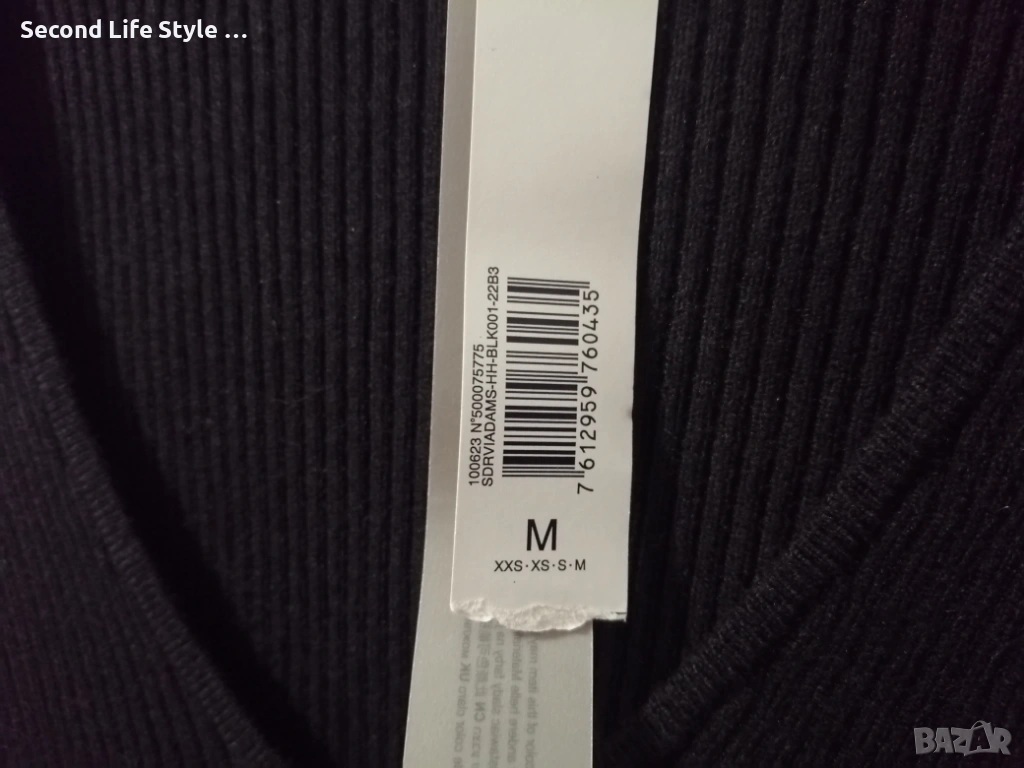 Second Life Style ...
100623 N°500075775
SDRVIADAMS-HH-BLK001-22B3
7 612959 760435
M
XXS·XS·S·M
BAZAR